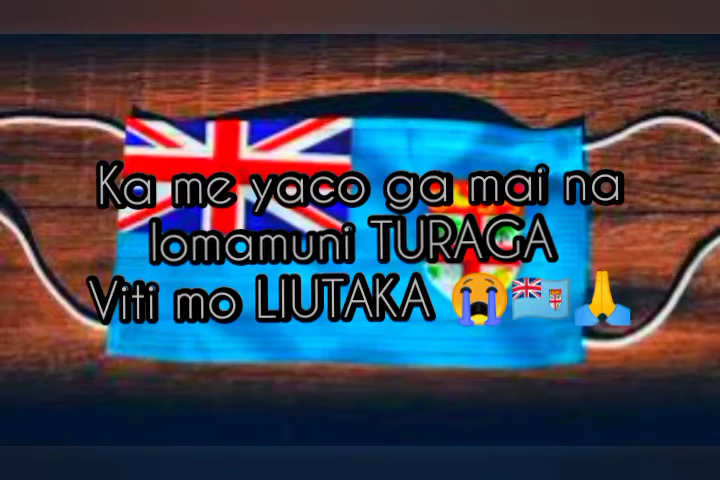 Ka me yaco ga mai na
lomamuni TURAGA
Viti mo LIUTAKA 😭🇫🇯🙏